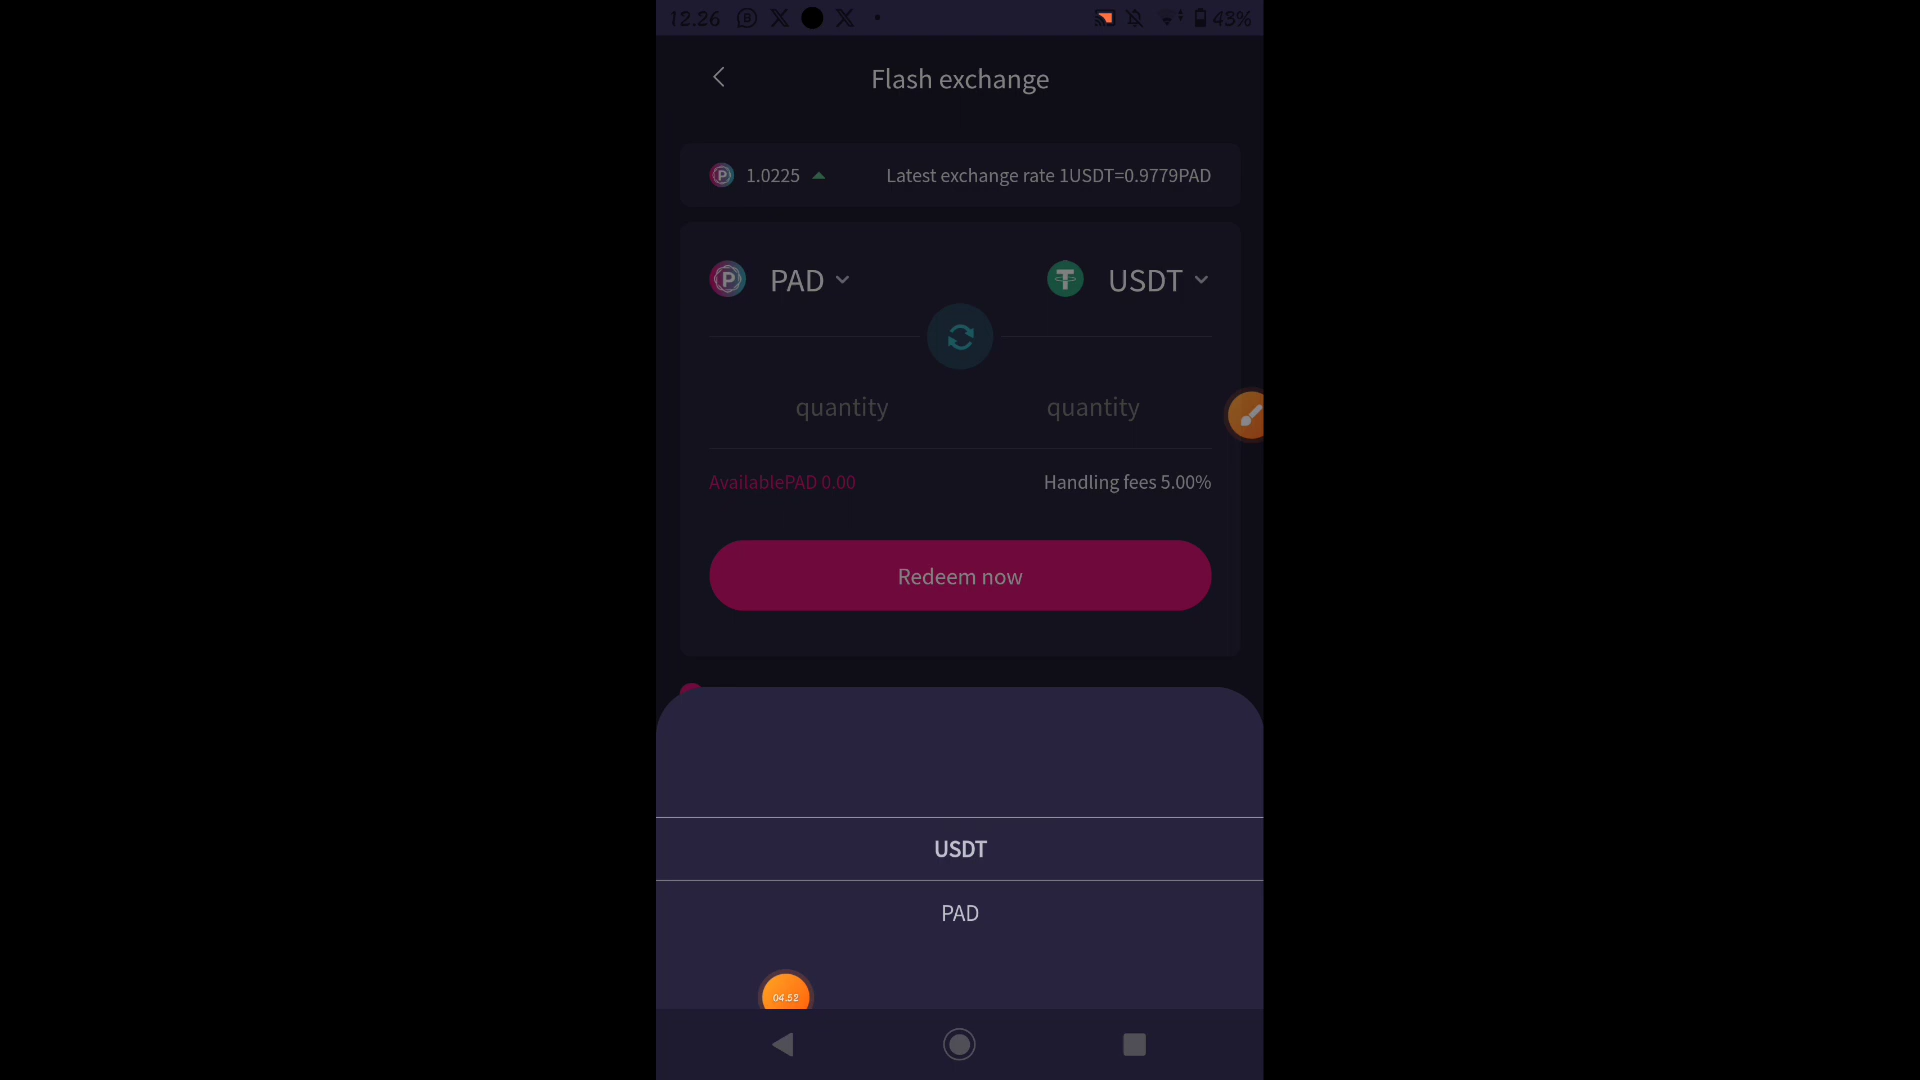 12.26 43%
Flash exchange
1.0225 Latest exchange rate 1USDT=0.9779PAD
PAD USDT
quantity quantity
AvailablePAD 0.00 Handling fees 5.00%
Redeem now
USDT
PAD
04.52